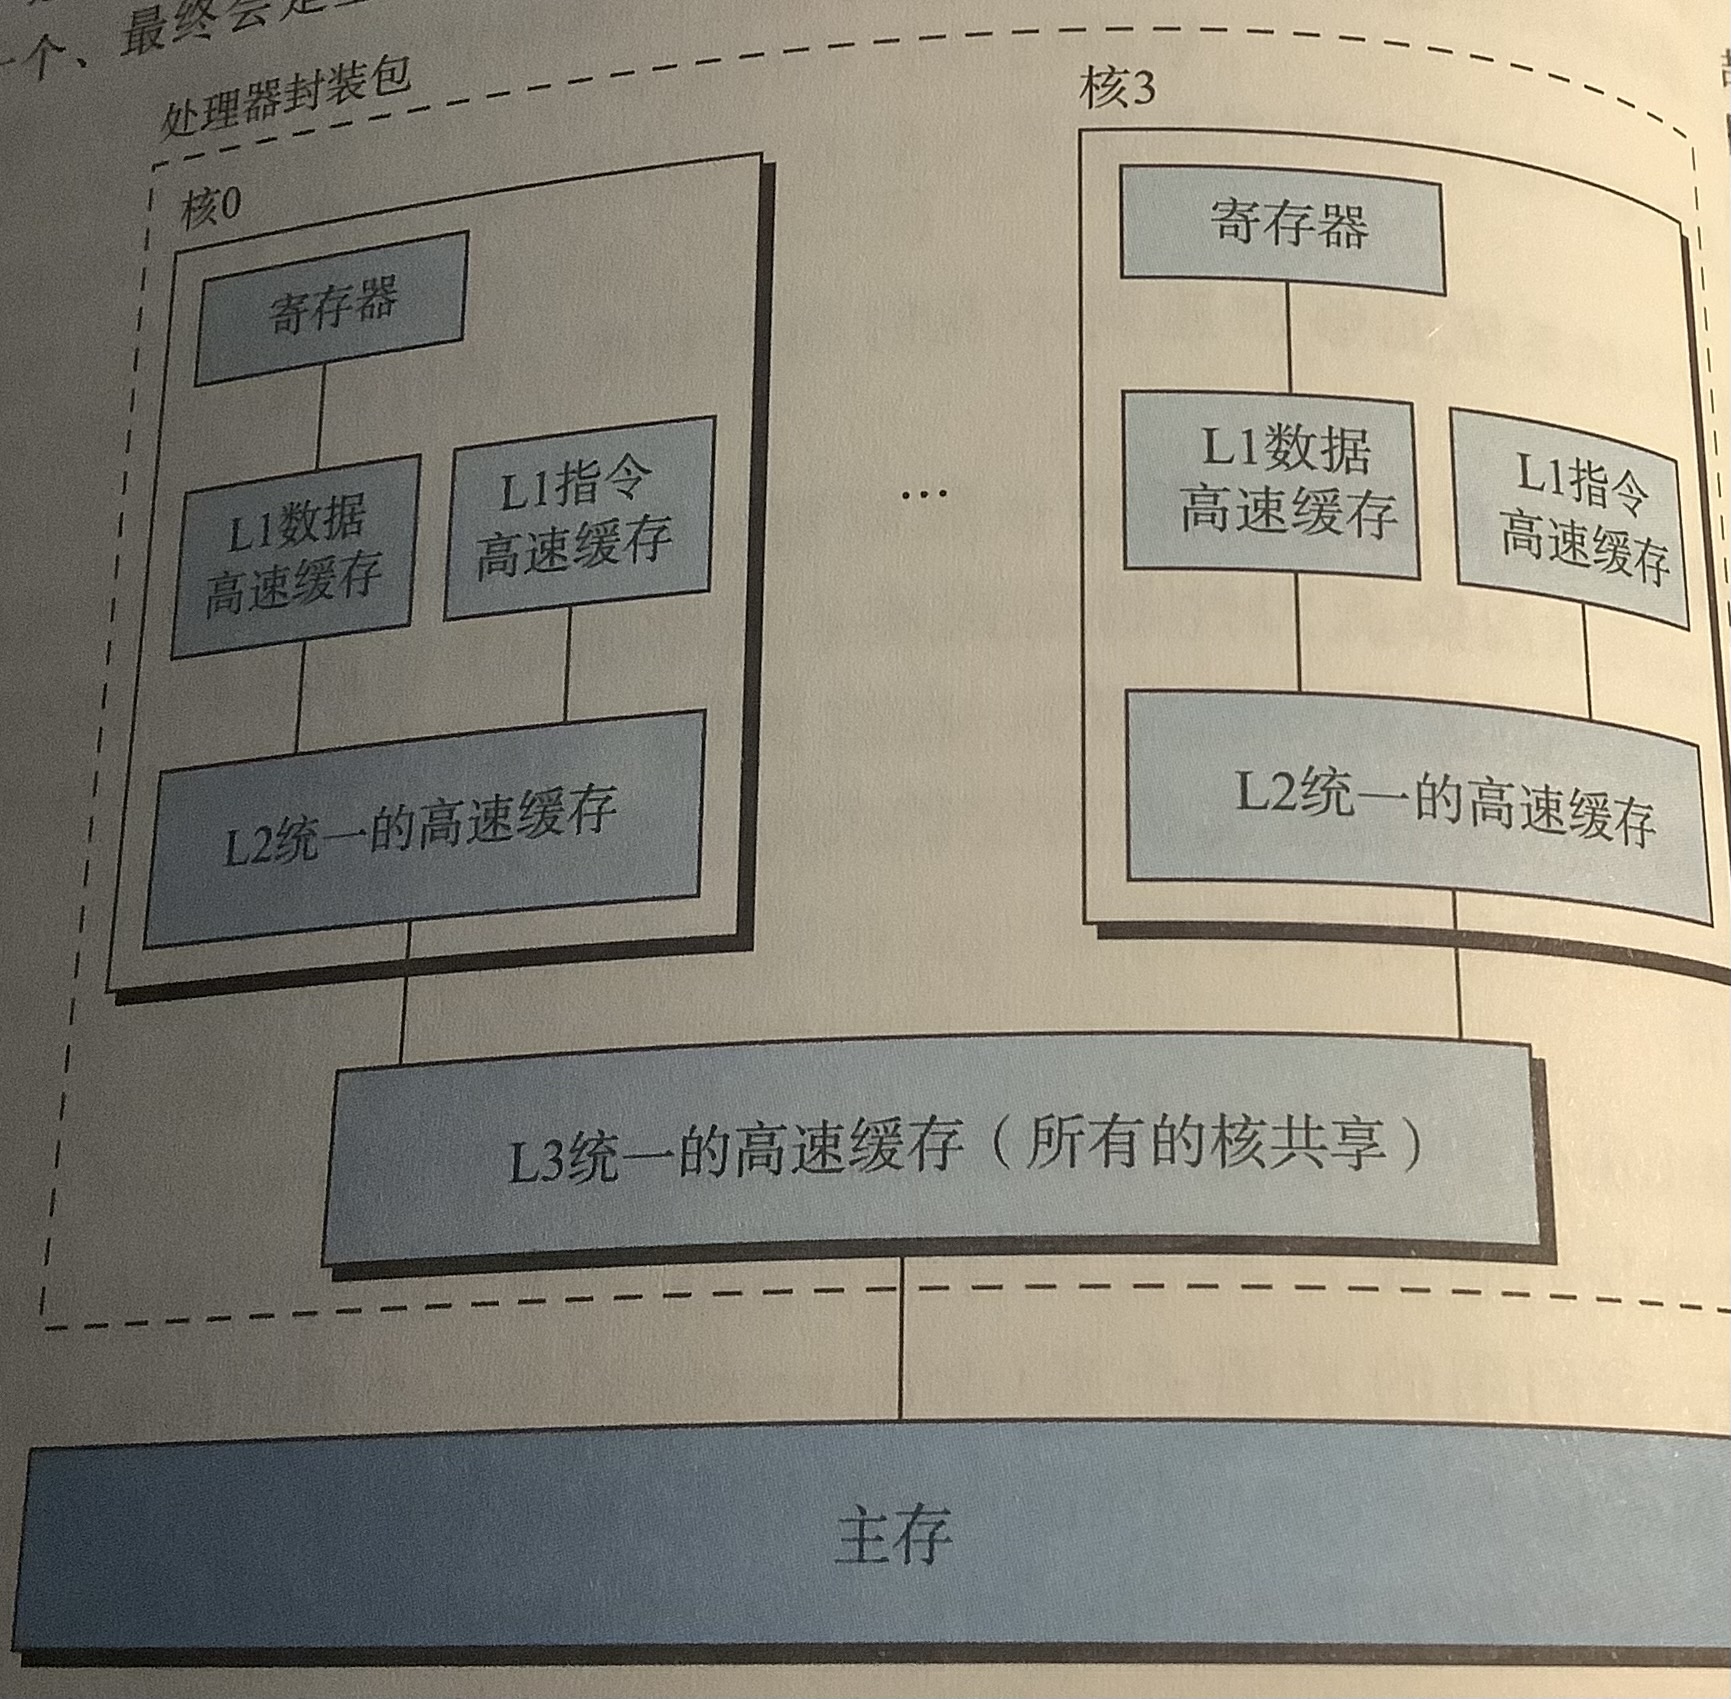 个、最终会是
处理器封装包
核0
寄存器
L1数据
高速缓存
L1指令
高速缓存
L2统一的高速缓存
…
核3
寄存器
L1数据
高速缓存
L1指令
高速缓存
L2统一的高速缓存
L3统一的高速缓存（所有的核共享）
主存